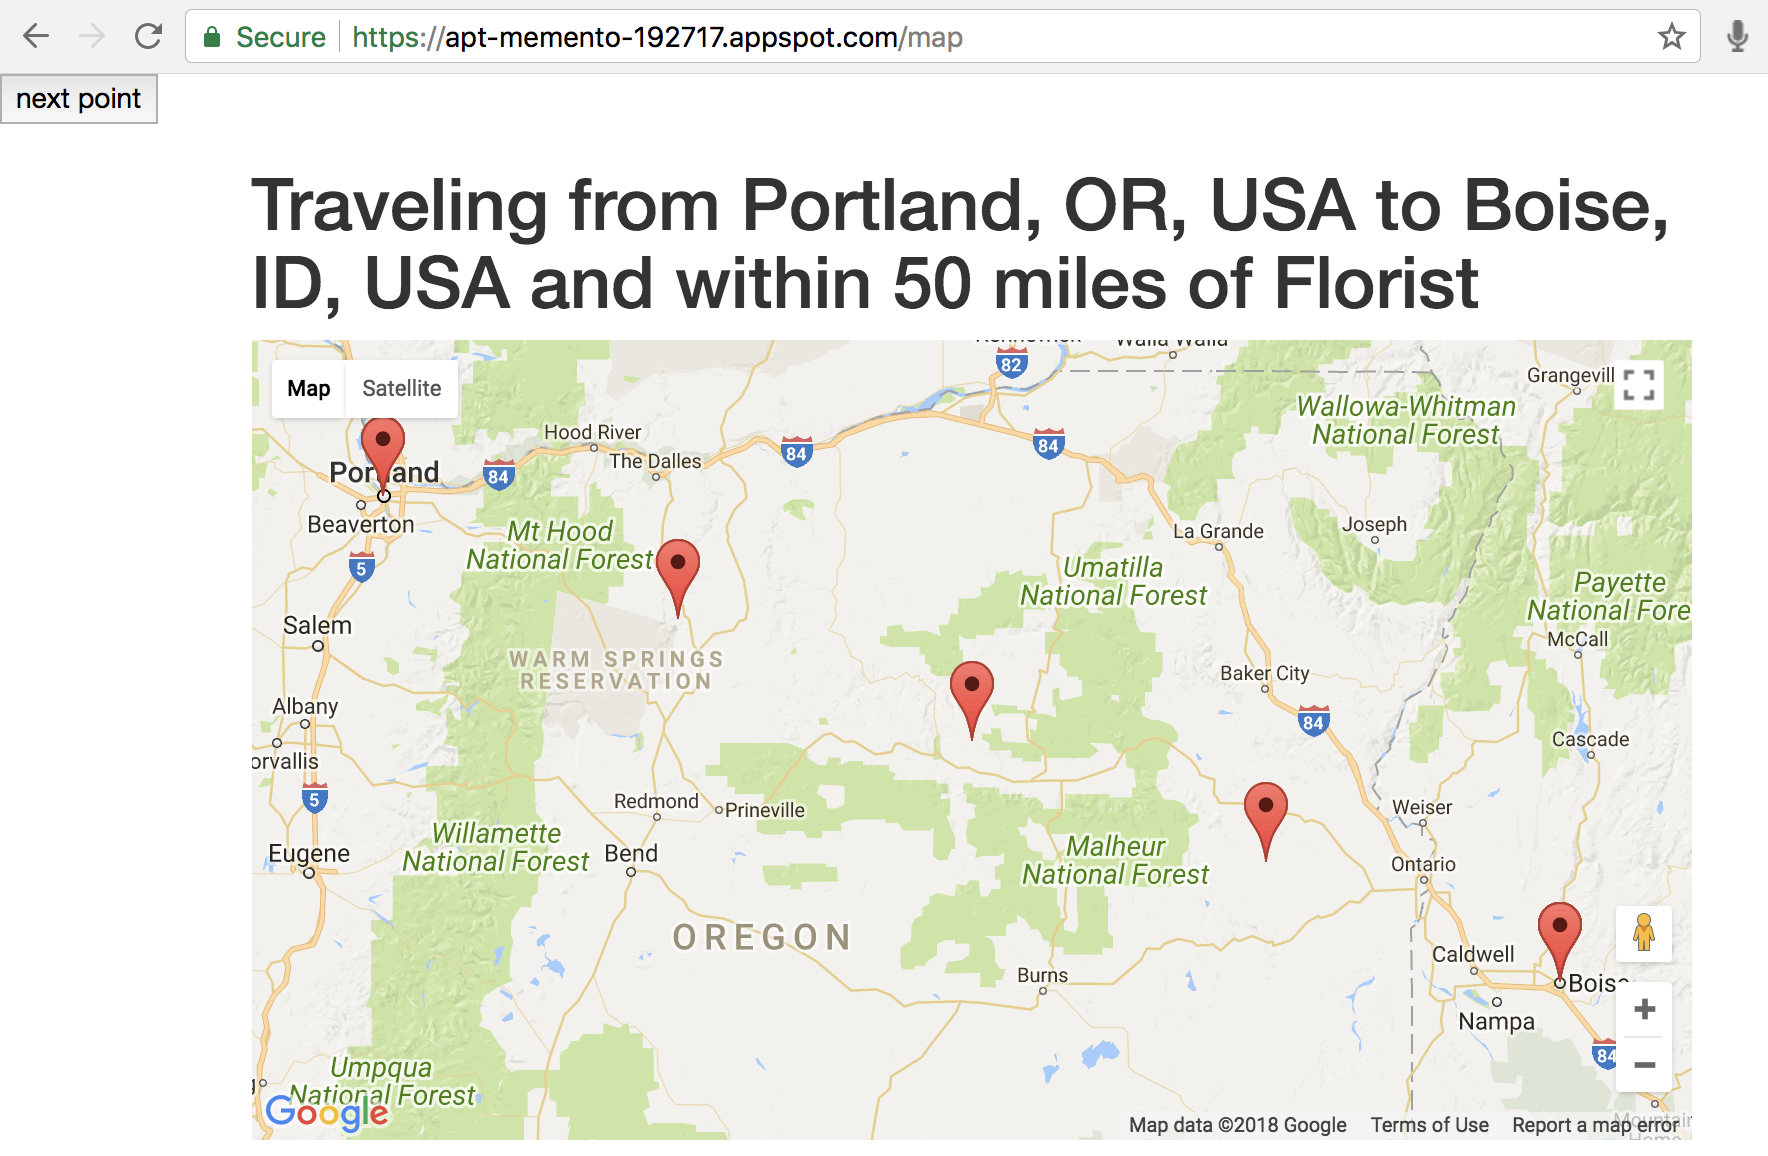 Secure https://apt-memento-192717.appspot.com/map
next point
Traveling from Portland, OR, USA to Boise,
ID, USA and within 50 miles of Florist
Map Satellite
Walla Walla
82
Grangevill
Wallowa-Whitman
National Forest
Hood River
84
84
The Dalles
84
Portland
Beaverton
Mt Hood
National Forest
La Grande
Joseph
5
Umatilla
National Forest
Payette
National Fore
Salem
McCall
WARM SPRINGS
RESERVATION
Baker City
Albany
84
orvallis
Cascade
5
Redmond
Prineville
Weiser
Willamette
National Forest
Eugene
Bend
Malheur
National Forest
Ontario
OREGON
Caldwell
Burns
Boise
Nampa
84
Umpqua
National Forest
Google
Map data ©2018 Google Terms of Use Report a map error